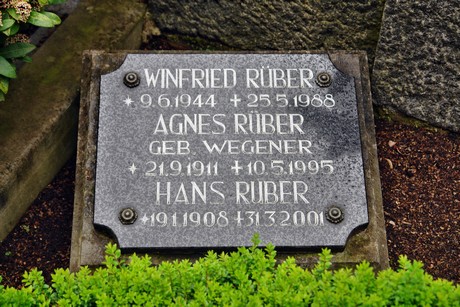 WINFRIED RÜBER
* 9.6.1944 + 25.5.1988
AGNES RÜBER
GEB. WEGENER
* 21.9.1911 + 10.5.1995
HANS RÜBER
* 19.1.1908 + 31.3.2001